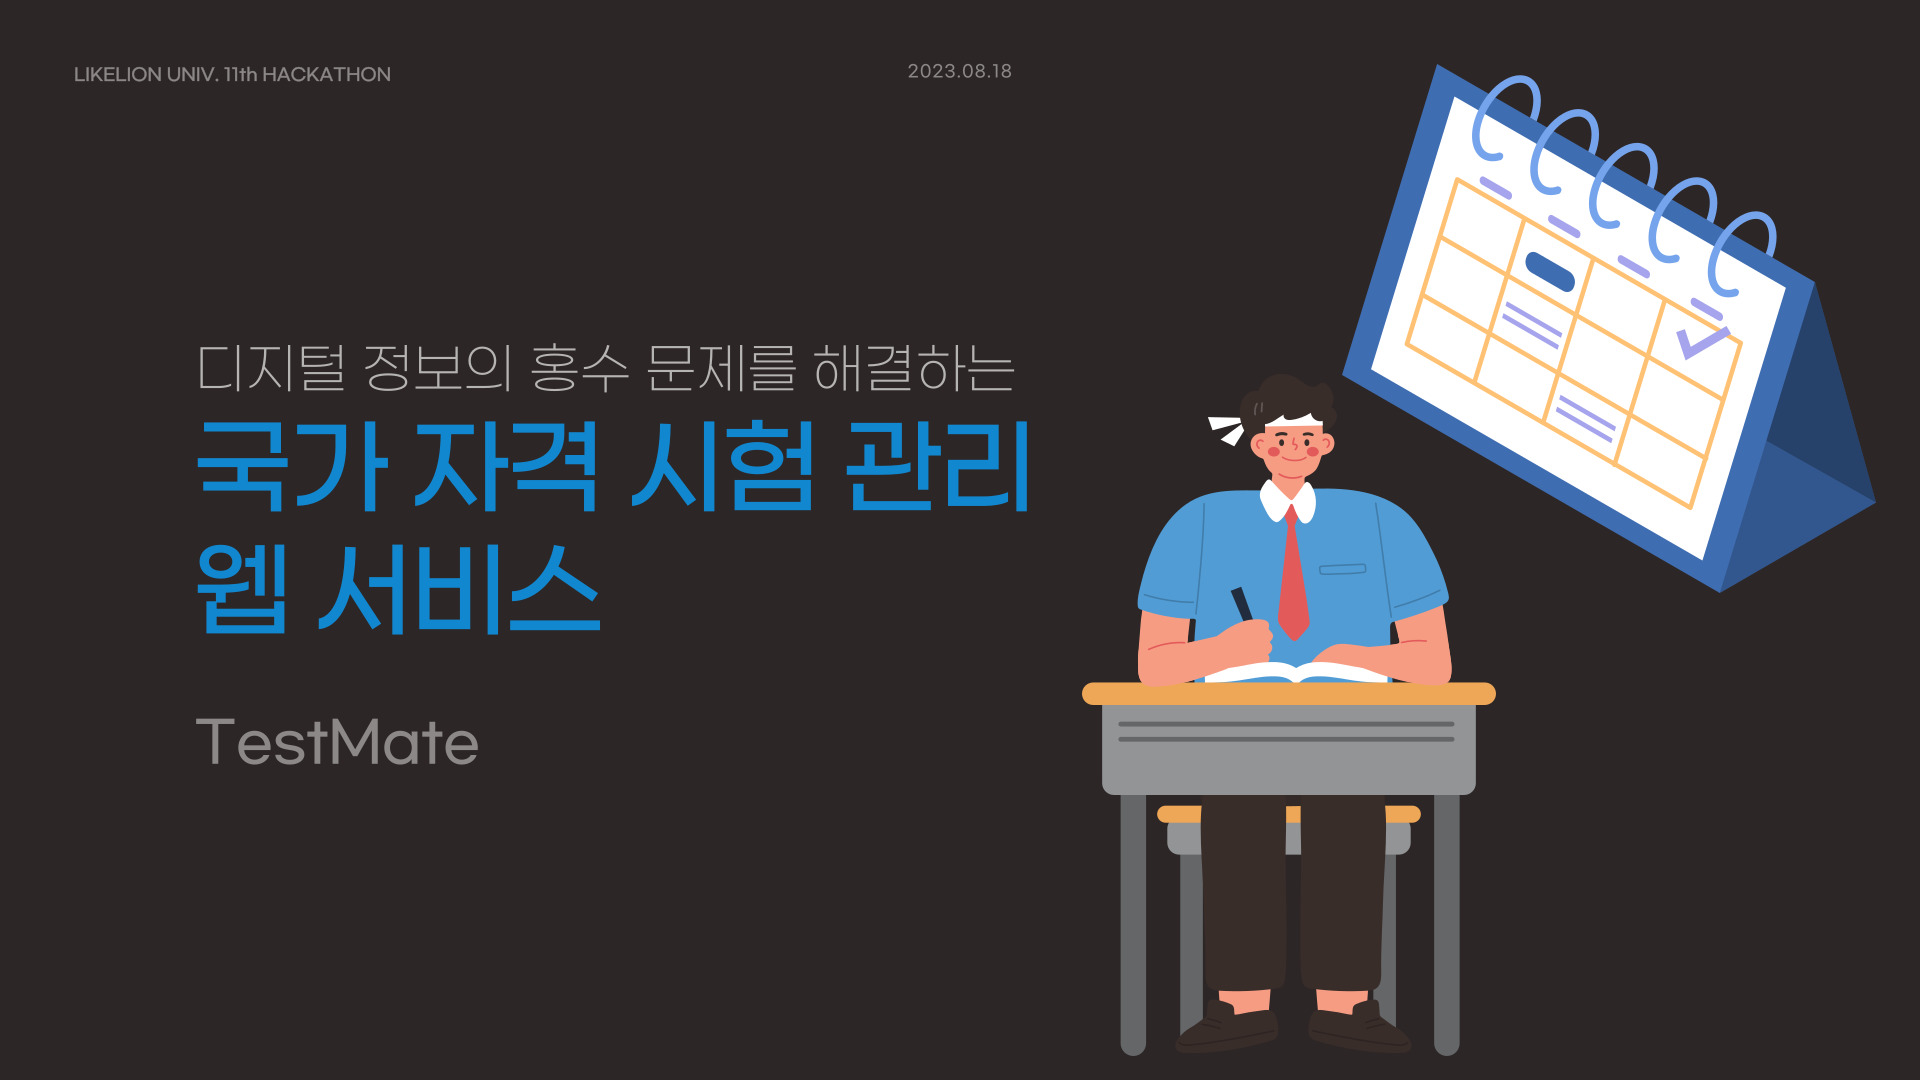 LIKELION UNIV. 11th HACKATHON
2023.08.18
디지털 정보의 홍수 문제를 해결하는
국가 자격 시험 관리
웹 서비스
TestMate